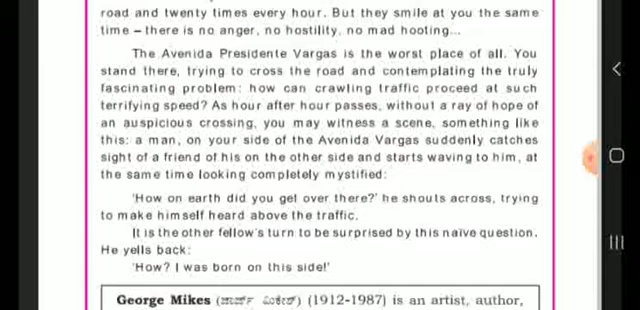 road and twenty times every hour. But they smile at you the same
time – there is no anger, no hostility, no mad hooting...
The Avenida Presidente Vargas is the worst place of all. You
stand there, trying to cross the road and contemplating the truly
fascinating problem: how can crawling traffic proceed at such
terrifying speed? As hour after hour passes, without a ray of hope of
an auspicious crossing, you may witness a scene, something like
this: a man, on your side of the Avenida Vargas suddenly catches
sight of a friend of his on the other side and starts waving to him, at
the same time looking completely mystified:
'How on earth did you get over there?' he shouts across, trying
to make himself heard above the traffic.
It is the other fellow's turn to be surprised by this naïve question.
He yells back:
'How? I was born on this side!'
George Mikes (ಜಾರ್ಜ್ ಮಿಕೇಶ್) (1912-1987) is an artist, author,